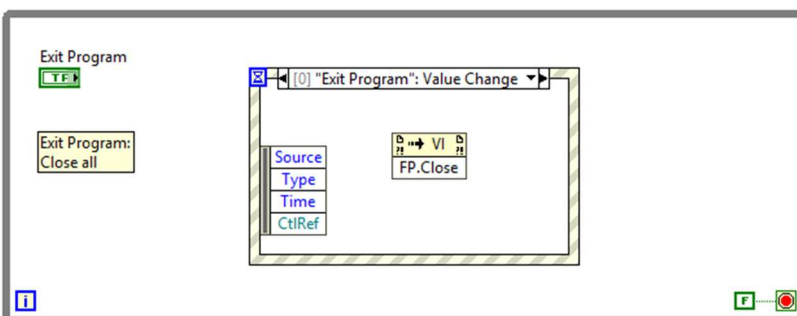 Exit Program
TF
[0] "Exit Program": Value Change
Exit Program:
Close all
Source
Type
Time
CtlRef
?! VI ?!
FP.Close
i
F